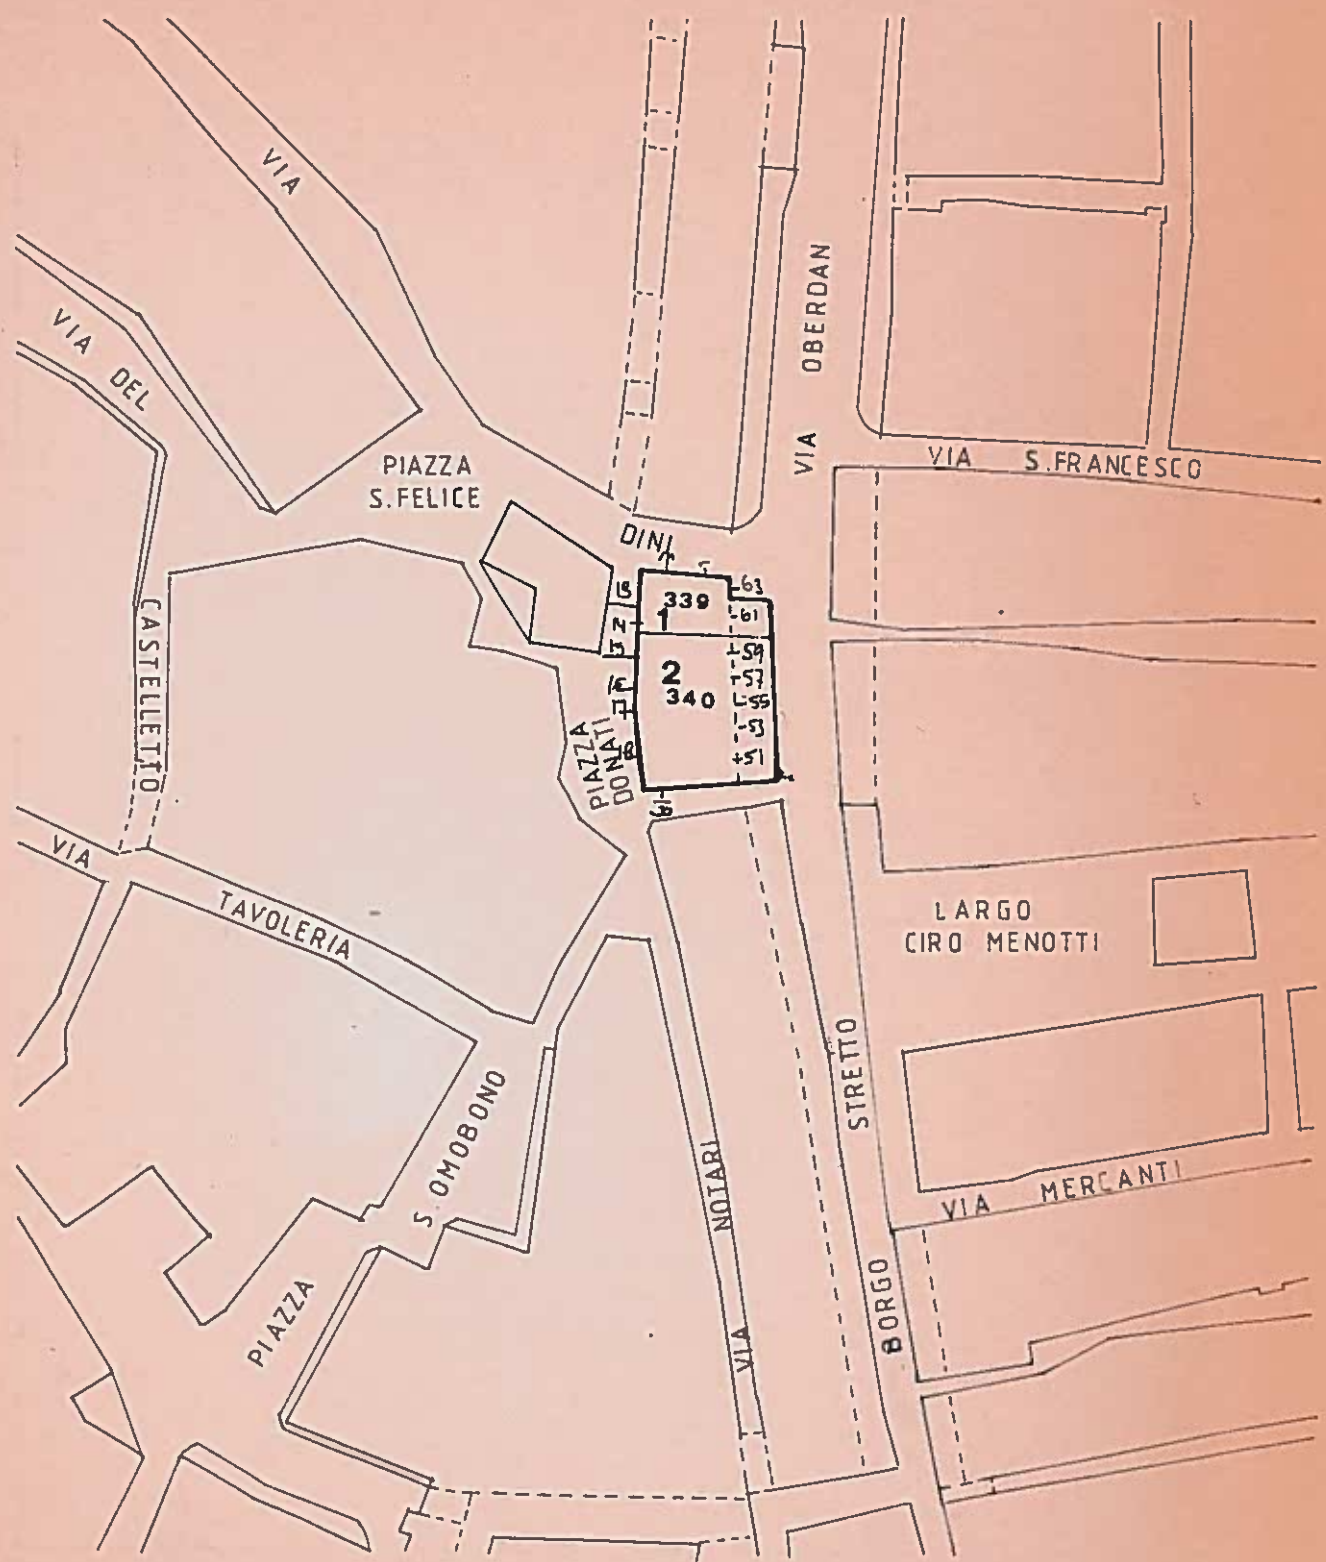 VIA
VIA DEL
CASTELLETTO
PIAZZA
S. FELICE
DINI
VIA OBERDAN
VIA S. FRANCESCO
339
1
2
340
63
61
59
57
55
53
51
PIAZZA
DONATI
VIA
TAVOLERIA
LARGO
CIRO MENOTTI
S. OMOBONO
PIAZZA
NOTARI
VIA
STRETTO
BORGO
VIA MERCANTI